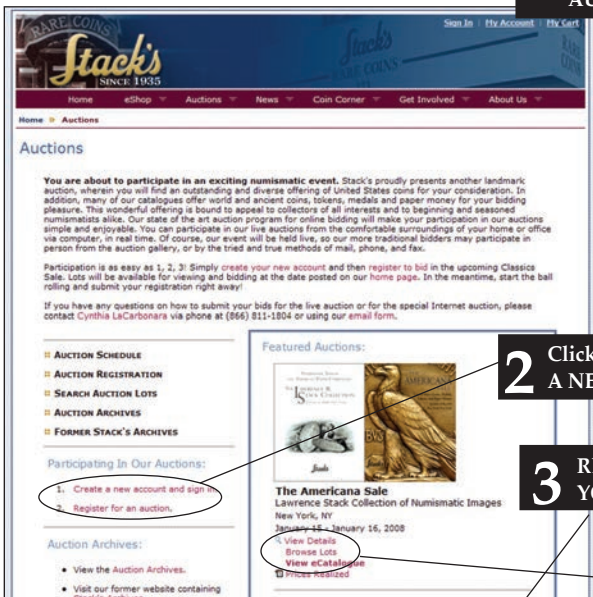 AU
Sign In | My Account | My Cart
RARE COINS
Stack's
SINCE 1935
Stack's
RARE COINS
Home eShop Auctions News Coin Corner Get Involved About Us
Home » Auctions
Auctions
You are about to participate in an exciting numismatic event. Stack's proudly presents another landmark
auction, wherein you will find an outstanding and diverse offering of United States coins for your consideration. In
addition, many of our catalogues offer world and ancient coins, tokens, medals and paper money for your bidding
pleasure. This wonderful offering is bound to appeal to collectors of all interests and to beginning and seasoned
numismatists alike. Our state of the art auction program for online bidding will make your participation in our auctions
simple and enjoyable. You can participate in our live auctions from the comfortable surroundings of your home or office
via computer, in real time. Of course, our event will be held live, so our more traditional bidders may participate in
person from the auction gallery, or by the tried and true methods of mail, phone, and fax.
Participation is as easy as 1, 2, 3! Simply create your new account and then register to bid in the upcoming Classics
Sale. Lots will be available for viewing and bidding at the date posted on our home page. In the meantime, start the ball
rolling and submit your registration right away!
If you have any questions on how to submit your bids for the live auction or for the special Internet auction, please
contact Cynthia LaCarbonara via phone at (866) 811-1804 or using our email form.
AUCTION SCHEDULE
AUCTION REGISTRATION
SEARCH AUCTION LOTS
AUCTION ARCHIVES
FORMER STACK'S ARCHIVES
Participating In Our Auctions:
1. Create a new account and sign in.
2. Register for an auction.
Auction Archives:
• View the Auction Archives.
• Visit our former website containing
Stack's Archives
Featured Auctions:
LAWRENCE R.
STACK COLLECTION
Stack's
AMERICANA
The Americana Sale
Lawrence Stack Collection of Numismatic Images
New York, NY
January 15 - January 16, 2008
View Details
Browse Lots
View eCatalogue
Prices Realized
2 Click
A NE
3 R
YO